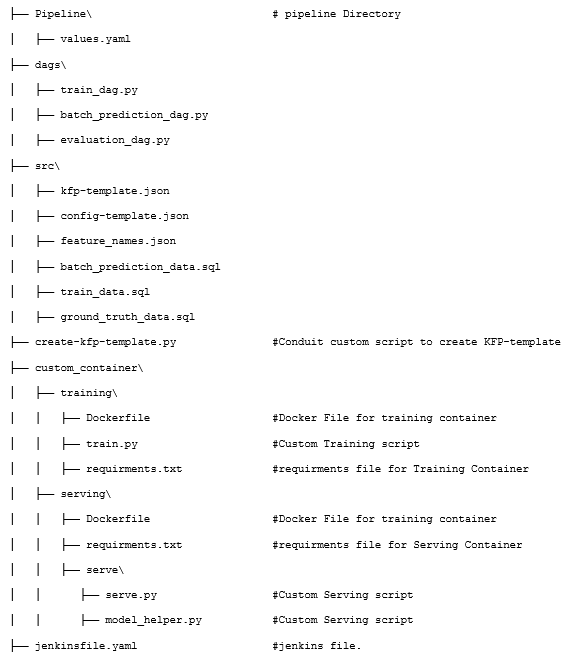 ├── Pipeline\ # pipeline Directory
│   ├── values.yaml
├── dags\
│   ├── train_dag.py
│   ├── batch_prediction_dag.py
│   ├── evaluation_dag.py
├── src\
│   ├── kfp-template.json
│   ├── config-template.json
│   ├── feature_names.json
│   ├── batch_prediction_data.sql
│   ├── train_data.sql
│   ├── ground_truth_data.sql
├── create-kfp-template.py #Conduit custom script to create KFP-template
├── custom_container\
│   ├── training\
│   │   ├── Dockerfile #Docker File for training container
│   │   ├── train.py #Custom Training script
│   │   ├── requirments.txt #requirments file for Training Container
│   ├── serving\
│   │   ├── Dockerfile #Docker File for training container
│   │   ├── requirments.txt #requirments file for Serving Container
│   │   ├── serve\
│   │      ├── serve.py #Custom Serving script
│   │      ├── model_helper.py #Custom Serving script
├── jenkinsfile.yaml #jenkins file.